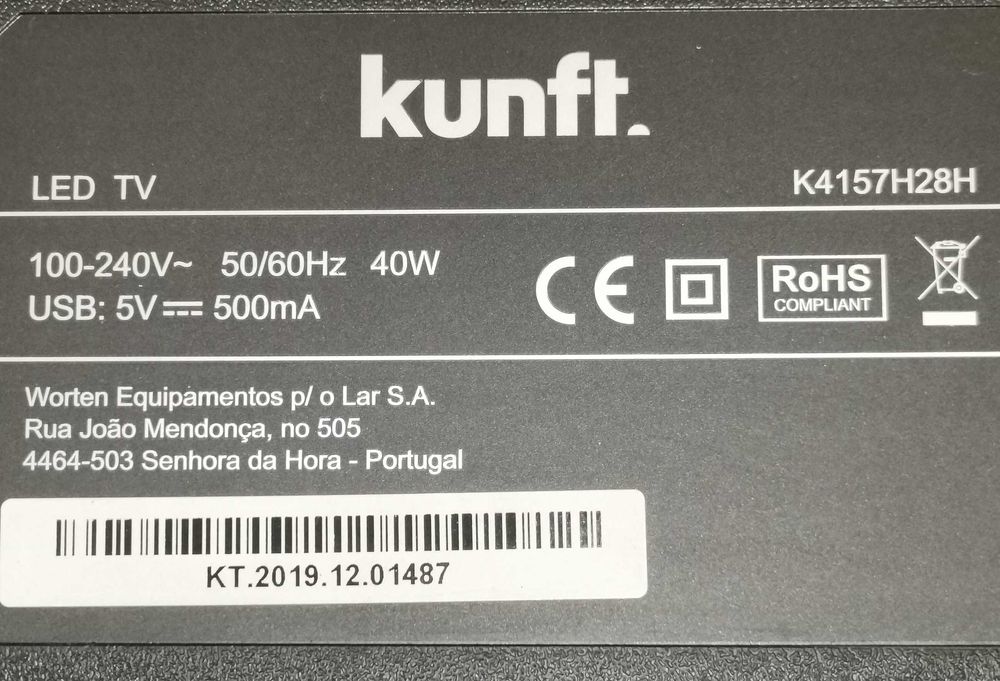 kunft.
LED TV K4157H28H
100-240V~ 50/60Hz 40W
USB: 5V⎓500mA
CE
RoHS
COMPLIANT
Worten Equipamentos p/ o Lar S.A.
Rua João Mendonça, no 505
4464-503 Senhora da Hora - Portugal
KT.2019.12.01487